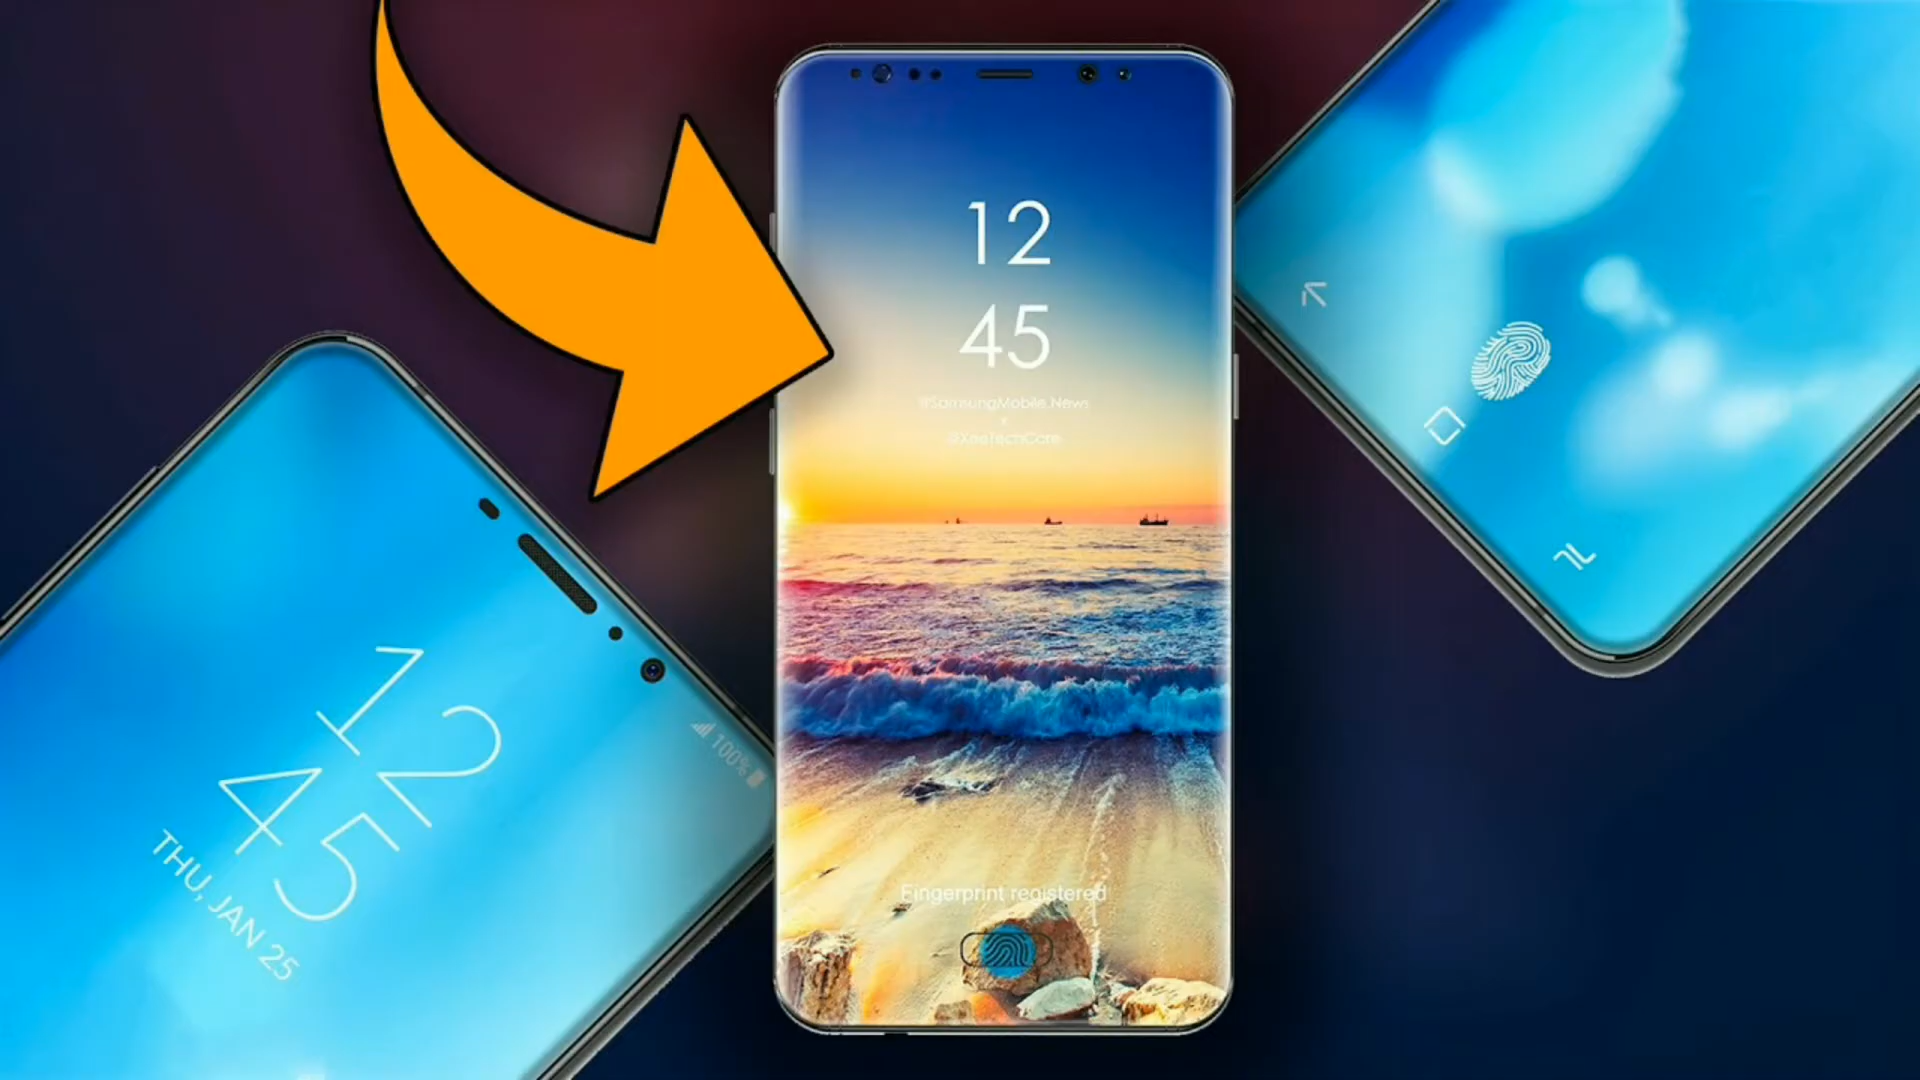 12
45
@SamsungMobile.News
x
@XeeTechCare
Fingerprint registered
12
45
THU, JAN 25
100%